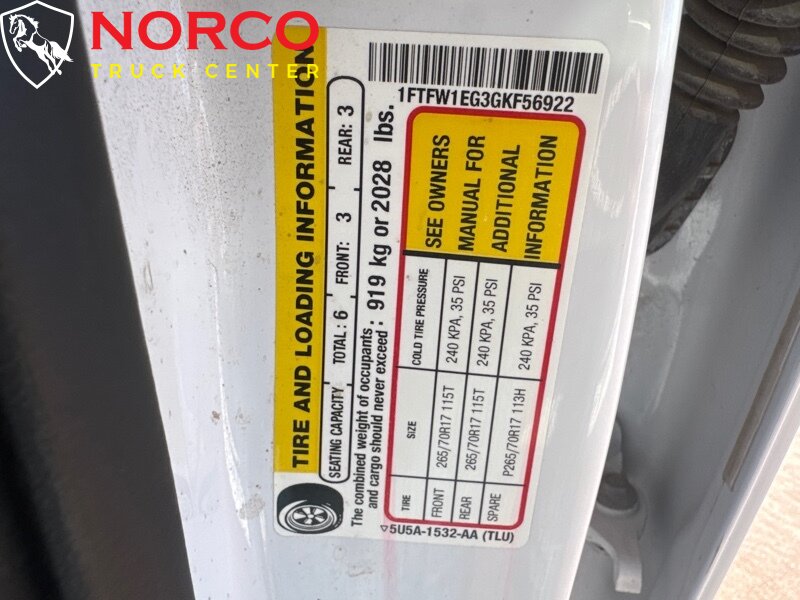 NORCO
TRUCK CENTER
1FTFW1EG3GKF56922
TIRE AND LOADING INFORMATION
SEATING CAPACITY TOTAL: 6 FRONT: 3 REAR: 3
The combined weight of occupants
and cargo should never exceed: 919 kg or 2028 lbs.
TIRE SIZE COLD TIRE PRESSURE
FRONT 265/70R17 115T 240 KPA, 35 PSI
REAR 265/70R17 115T 240 KPA, 35 PSI
SPARE P265/70R17 113H 240 KPA, 35 PSI
SEE OWNERS
MANUAL FOR
ADDITIONAL
INFORMATION
5U5A-1532-AA (TLU)